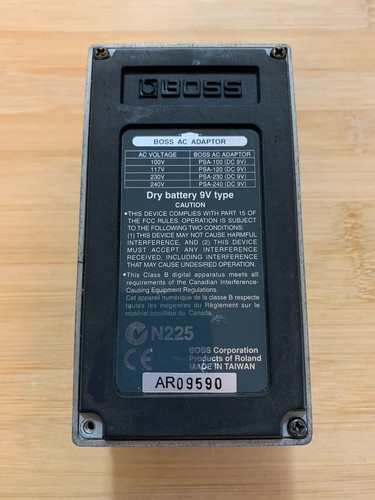 BOSS
BOSS AC ADAPTOR
AC VOLTAGE BOSS AC ADAPTOR
100V PSA-100 (DC 9V)
117V PSA-120 (DC 9V)
230V PSA-230 (DC 9V)
240V PSA-240 (DC 9V)
Dry battery 9V type
CAUTION
•THIS DEVICE COMPLIES WITH PART 15 OF
THE FCC RULES. OPERATION IS SUBJECT
TO THE FOLLOWING TWO CONDITIONS:
(1) THIS DEVICE MAY NOT CAUSE HARMFUL
INTERFERENCE, AND (2) THIS DEVICE
MUST ACCEPT ANY INTERFERENCE
RECEIVED, INCLUDING INTERFERENCE
THAT MAY CAUSE UNDESIRED OPERATION.
•This Class B digital apparatus meets all
requirements of the Canadian Interference-
Causing Equipment Regulations.
Cet appareil numérique de la classe B respecte
toutes les exigences du Règlement sur le
matériel brouilleur du Canada.
N225
CE
BOSS Corporation
Products of Roland
MADE IN TAIWAN
AR09590